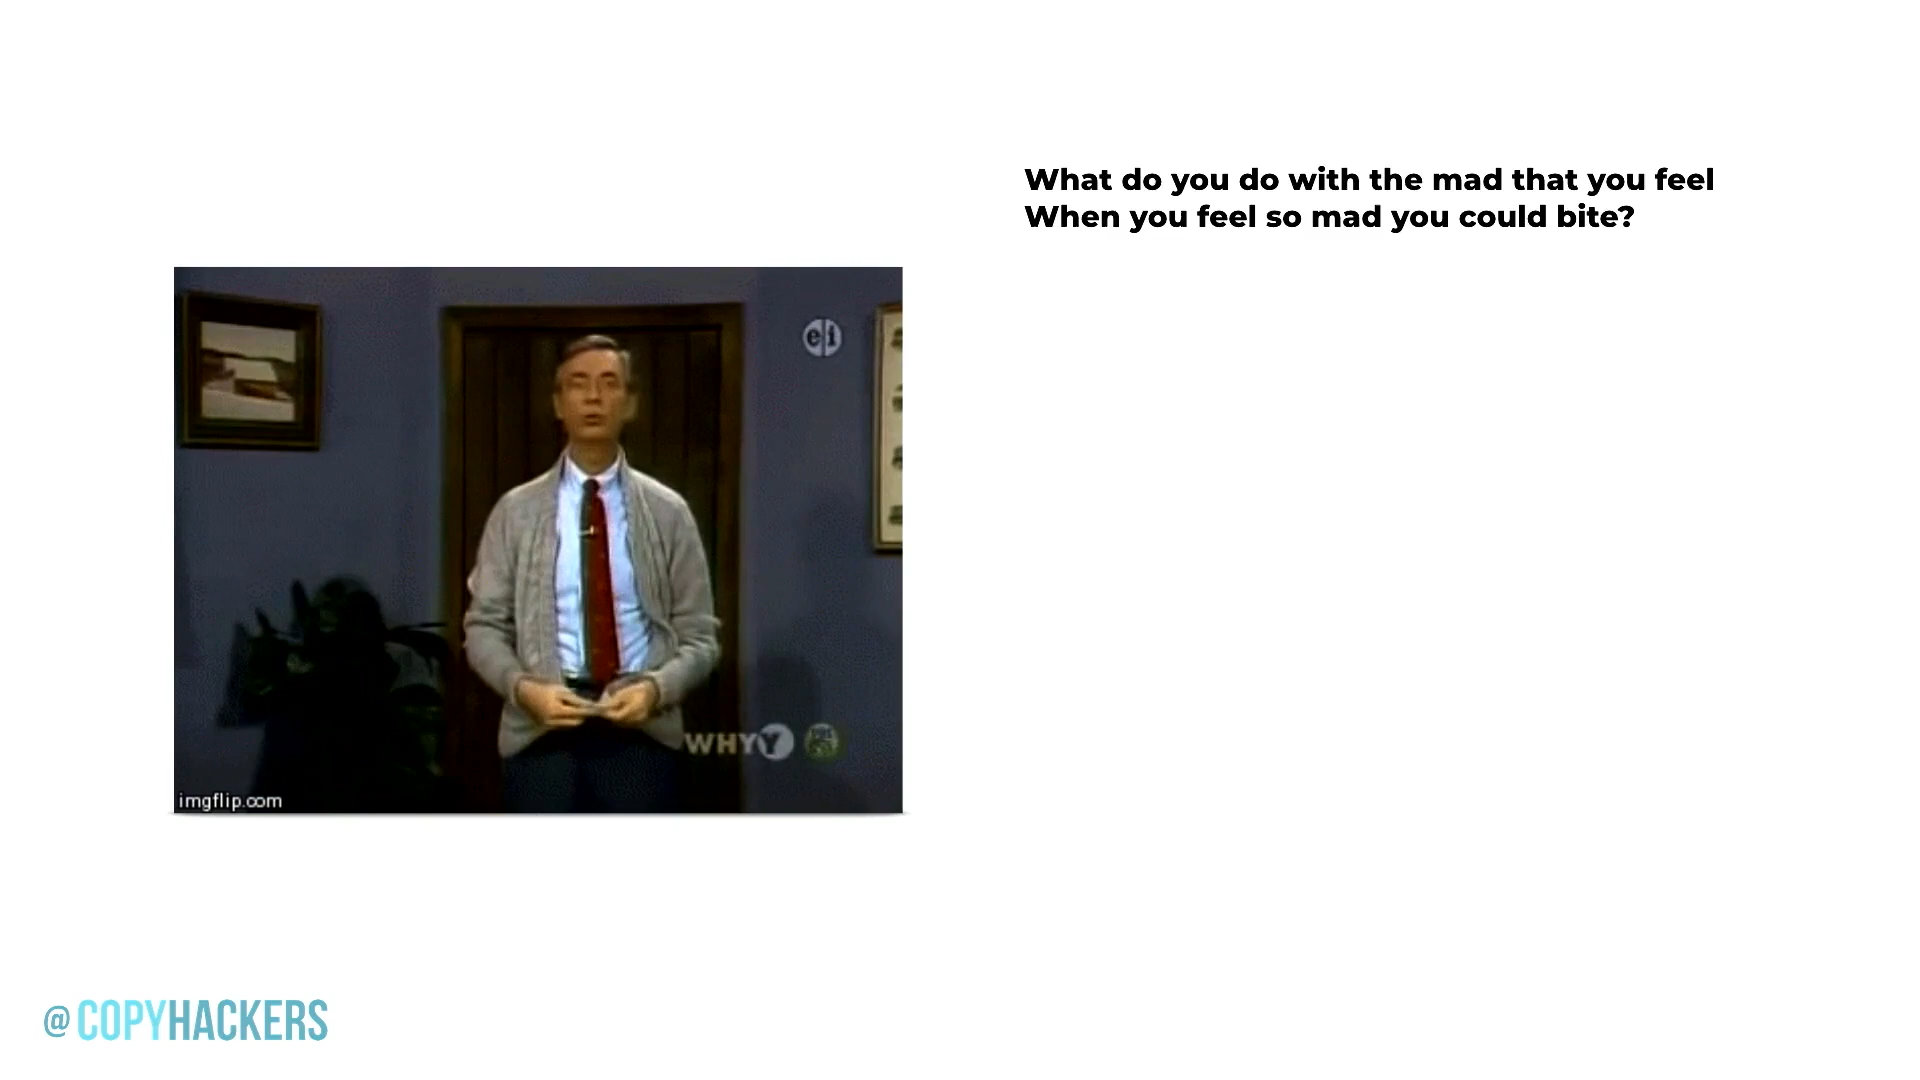 What do you do with the mad that you feel
When you feel so mad you could bite?
e i
WHYY
imgflip.com
@COPYHACKERS